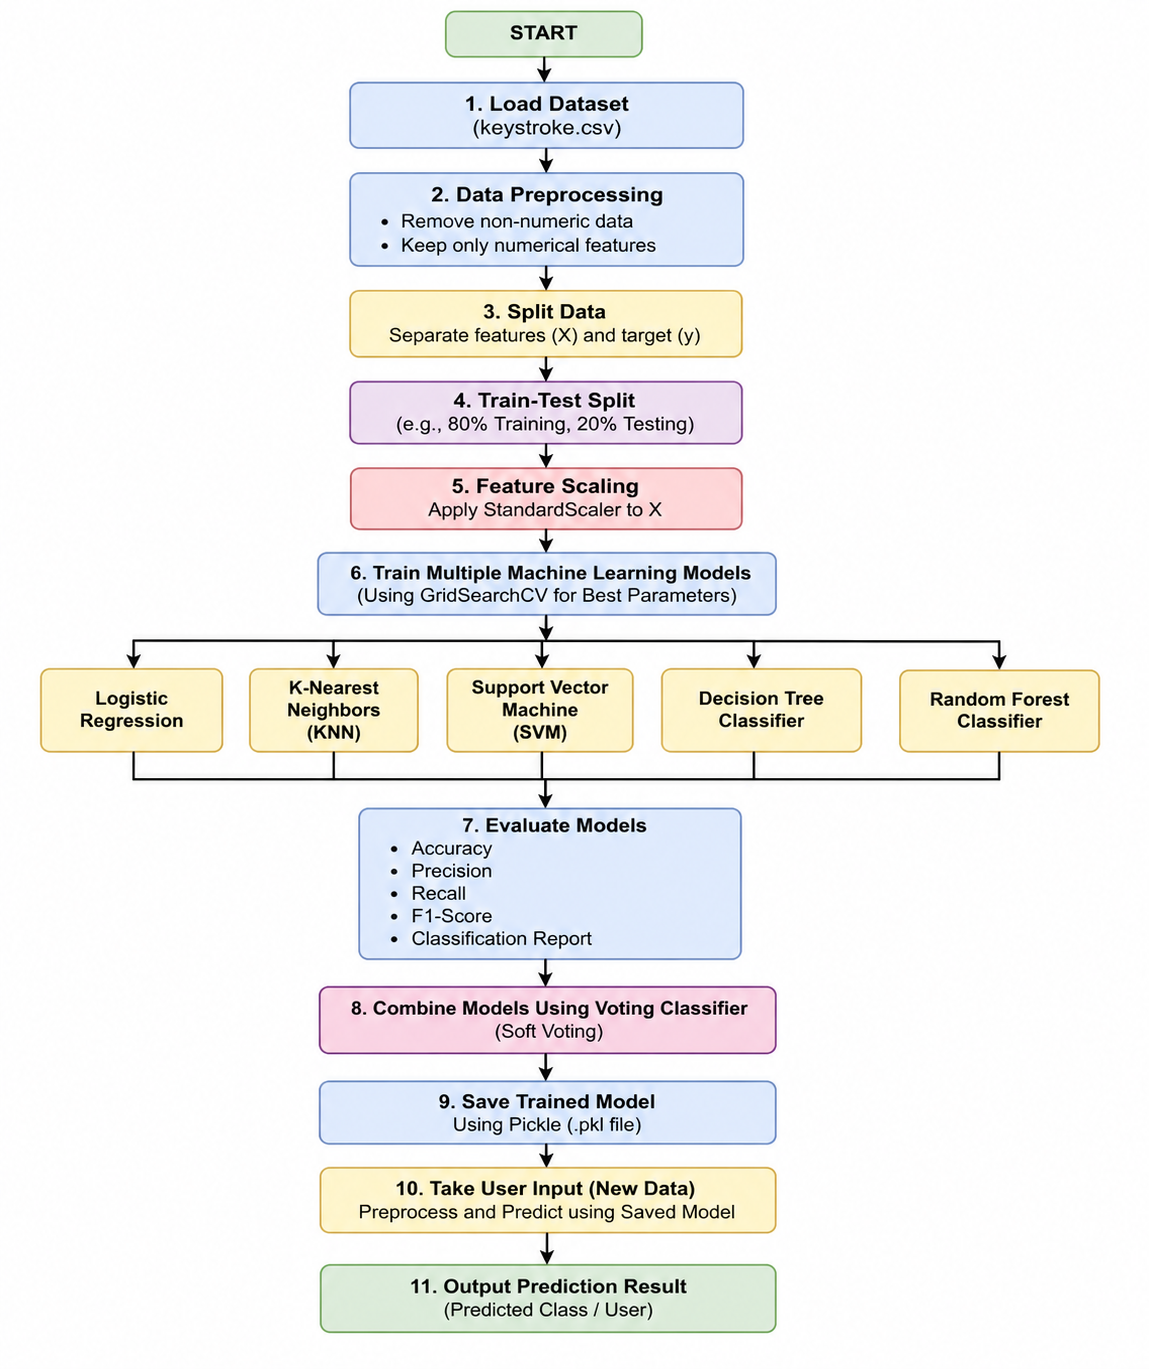 START
1. Load Dataset
(keystroke.csv)
2. Data Preprocessing
• Remove non-numeric data
• Keep only numerical features
3. Split Data
Separate features (X) and target (y)
4. Train-Test Split
(e.g., 80% Training, 20% Testing)
5. Feature Scaling
Apply StandardScaler to X
6. Train Multiple Machine Learning Models
(Using GridSearchCV for Best Parameters)
Logistic
Regression
K-Nearest
Neighbors
(KNN)
Support Vector
Machine
(SVM)
Decision Tree
Classifier
Random Forest
Classifier
7. Evaluate Models
• Accuracy
• Precision
• Recall
• F1-Score
• Classification Report
8. Combine Models Using Voting Classifier
(Soft Voting)
9. Save Trained Model
Using Pickle (.pkl file)
10. Take User Input (New Data)
Preprocess and Predict using Saved Model
11. Output Prediction Result
(Predicted Class / User)